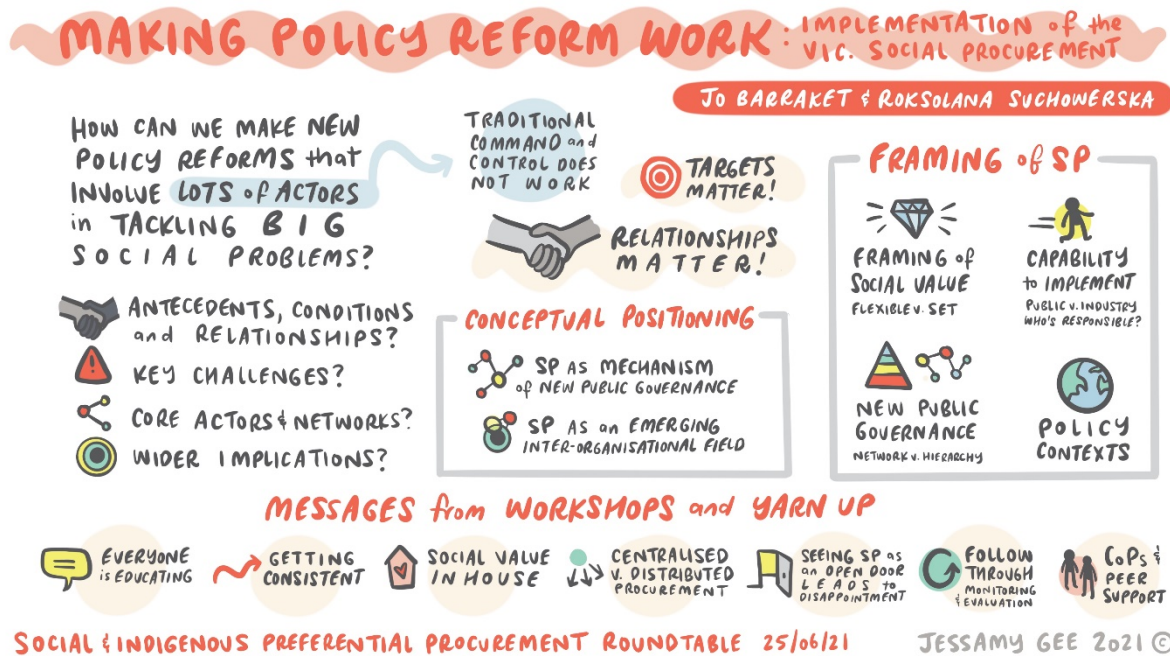 MAKING POLICY REFORM WORK: IMPLEMENTATION of the
VIC. SOCIAL PROCUREMENT
JO BARRAKET & ROKSOLANA SUCHOWERSKA
HOW CAN WE MAKE NEW
POLICY REFORMS that
INVOLVE LOTS of ACTORS
in TACKLING BIG
SOCIAL PROBLEMS?
ANTECEDENTS, CONDITIONS
and RELATIONSHIPS?
KEY CHALLENGES?
CORE ACTORS & NETWORKS?
WIDER IMPLICATIONS?
TRADITIONAL
COMMAND and
CONTROL DOES
NOT WORK
TARGETS
MATTER!
RELATIONSHIPS
MATTER!
CONCEPTUAL POSITIONING
SP AS MECHANISM
of NEW PUBLIC GOVERNANCE
SP AS an EMERGING
INTER-ORGANISATIONAL FIELD
FRAMING of SP
FRAMING of
SOCIAL VALUE
FLEXIBLE v. SET
CAPABILITY
to IMPLEMENT
PUBLIC v. INDUSTRY
WHO'S RESPONSIBLE?
NEW PUBLIC
GOVERNANCE
NETWORK v. HIERARCHY
POLICY
CONTEXTS
MESSAGES from WORKSHOPS and YARN UP
EVERYONE
is EDUCATING
GETTING
CONSISTENT
SOCIAL VALUE
IN HOUSE
CENTRALISED
V. DISTRIBUTED
PROCUREMENT
SEEING SP as
an OPEN DOOR
LEADS to
DISAPPOINTMENT
FOLLOW
THROUGH
MONITORING
& EVALUATION
CoPs &
PEER
SUPPORT
SOCIAL & INDIGENOUS PREFERENTIAL PROCUREMENT ROUNDTABLE 25/06/21
JESSAMY GEE 2021 ©